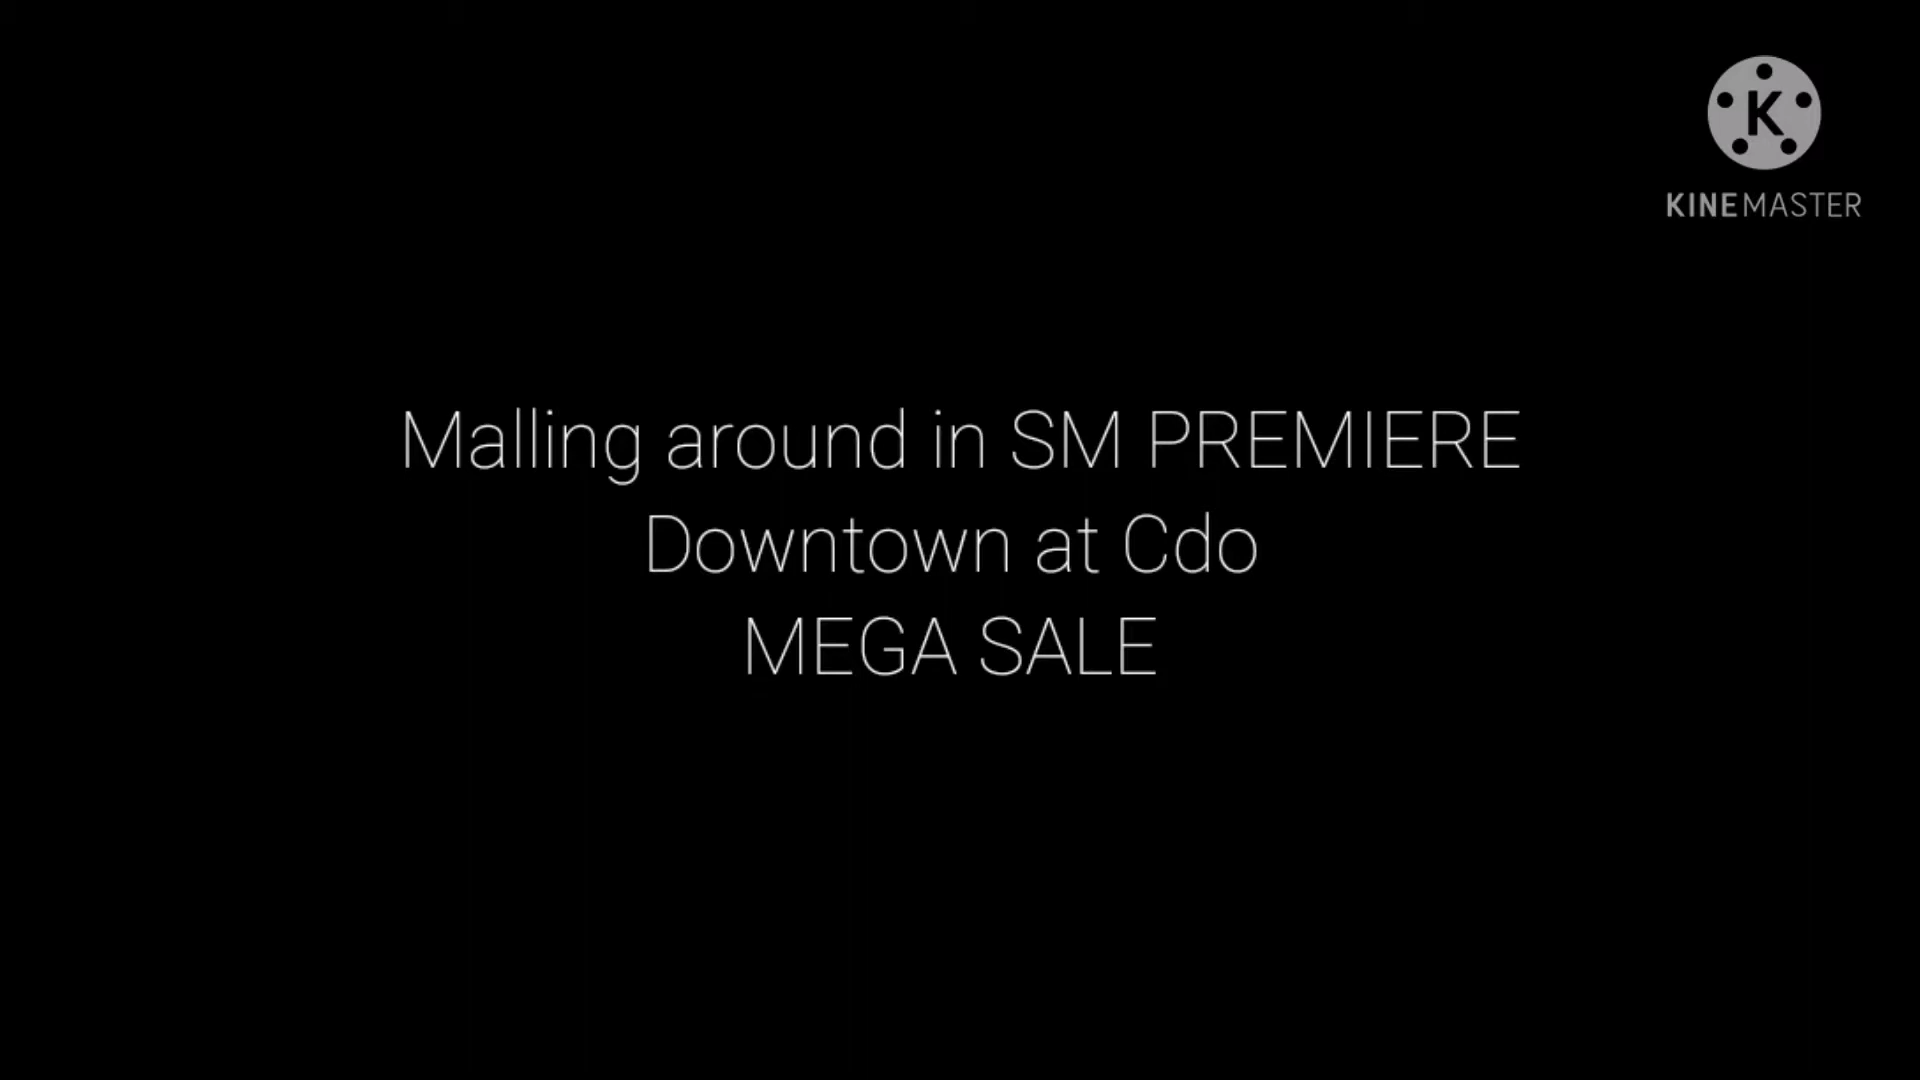 K
KINEMASTER
Malling around in SM PREMIERE
Downtown at Cdo
MEGA SALE